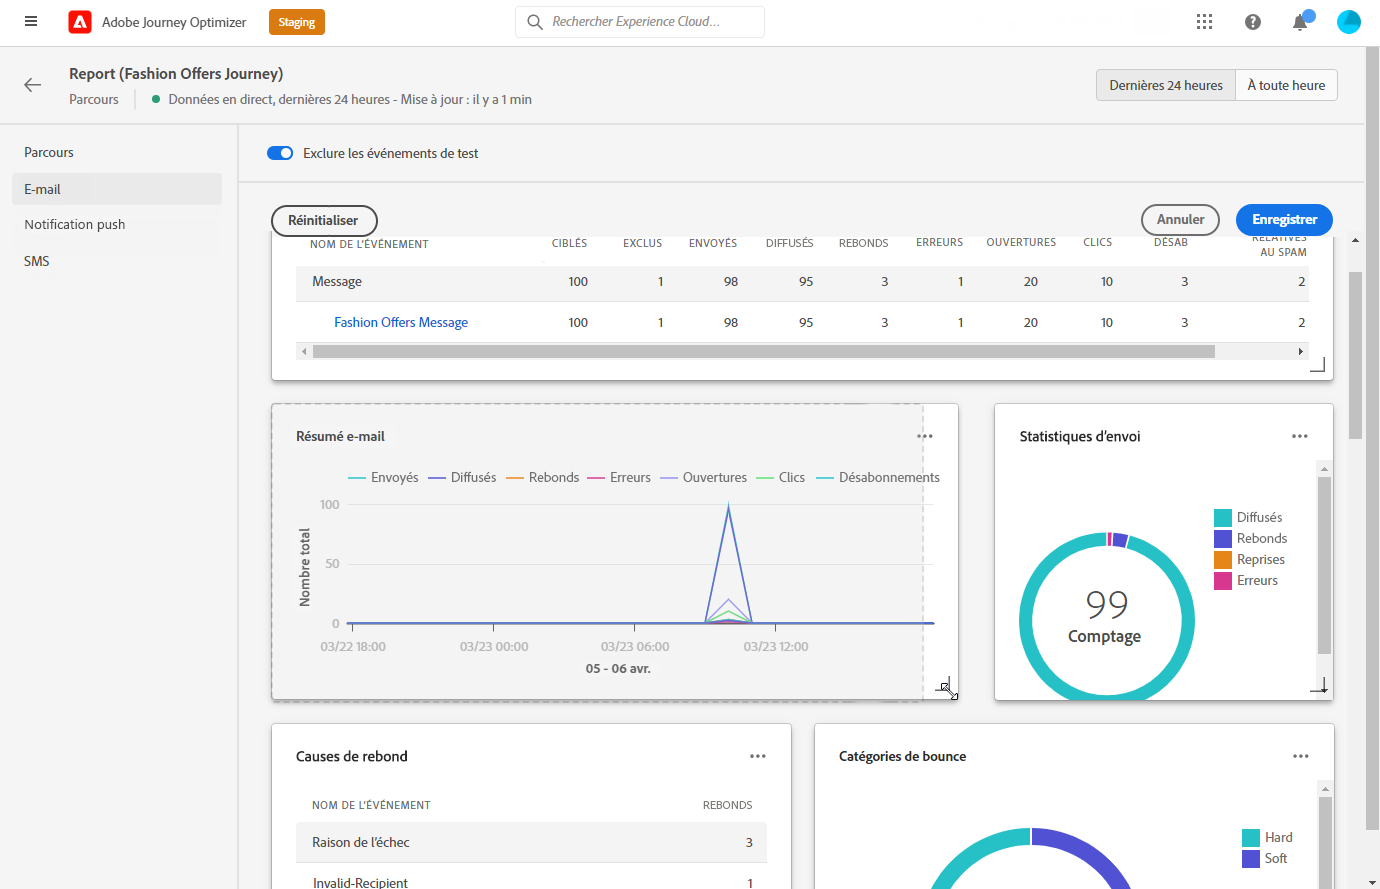 Adobe Journey Optimizer
Staging
Rechercher Experience Cloud...
Report (Fashion Offers Journey)
Parcours
Données en direct, dernières 24 heures - Mise à jour : il y a 1 min
Dernières 24 heures
À toute heure
Parcours
E-mail
Notification push
SMS
Exclure les événements de test
Réinitialiser
Annuler
Enregistrer
NOM DE L'ÉVÉNEMENT CIBLÉS EXCLUS ENVOYÉS DIFFUSÉS REBONDS ERREURS OUVERTURES CLICS DÉSAB RELATIVES
AU SPAM
Message 100 1 98 95 3 1 20 10 3 2
Fashion Offers Message 100 1 98 95 3 1 20 10 3 2
Résumé e-mail
Envoyés Diffusés Rebonds Erreurs Ouvertures Clics Désabonnements
Nombre total
100
50
0
03/22 18:00 03/23 00:00 03/23 06:00 03/23 12:00
05 - 06 avr.
Statistiques d'envoi
99
Comptage
Diffusés
Rebonds
Reprises
Erreurs
Causes de rebond
NOM DE L'ÉVÉNEMENT REBONDS
Raison de l'échec 3
Invalid-Recipient 1
Catégories de bounce
Hard
Soft